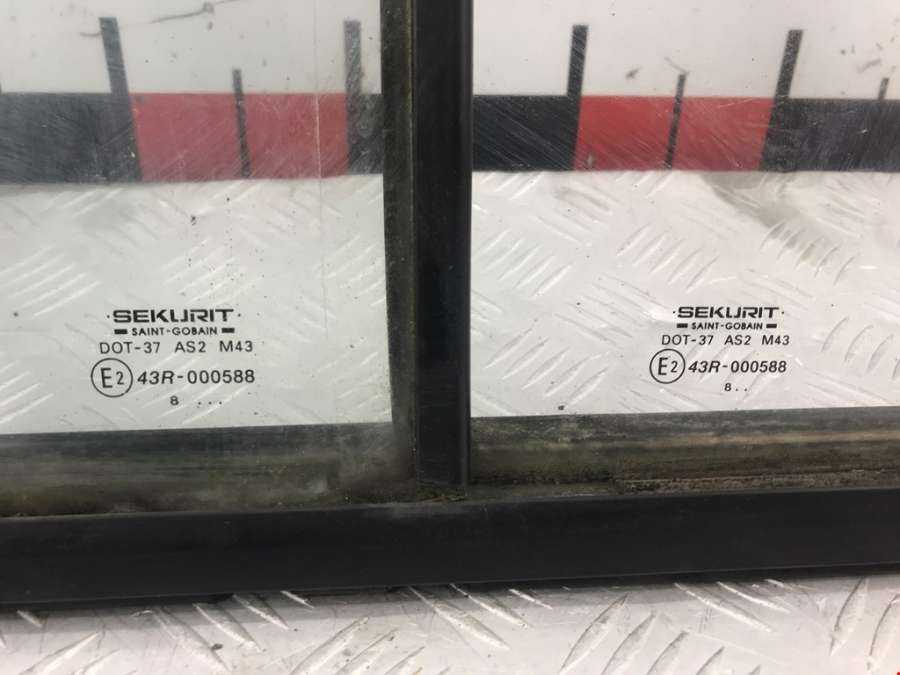 ·SEKURIT·
SAINT-GOBAIN
DOT-37 AS2 M43
E2 43R-000588
8 ...
·SEKURIT·
SAINT-GOBAIN
DOT-37 AS2 M43
E2 43R-000588
8 ..